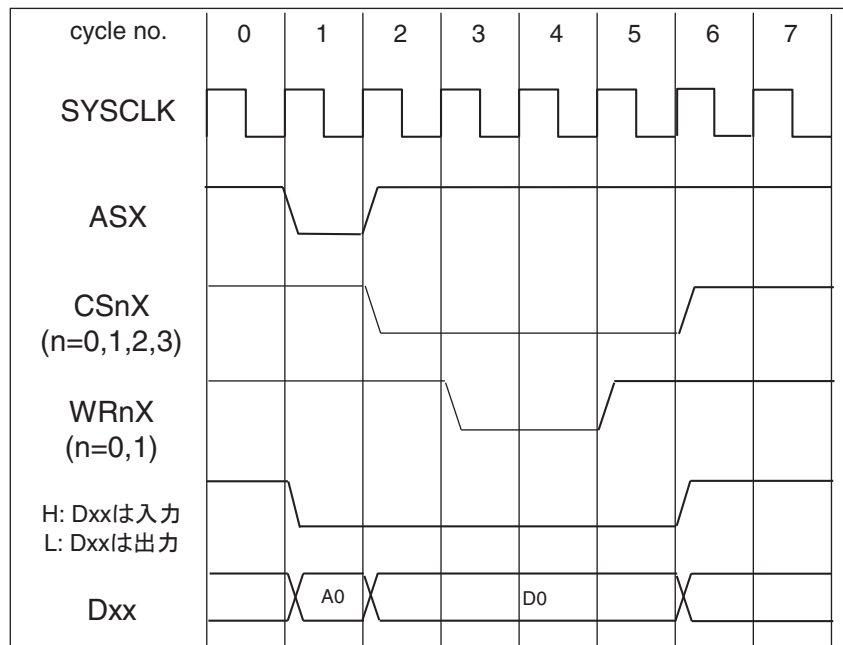 cycle no. 0 1 2 3 4 5 6 7
SYSCLK
ASX
CSnX
(n=0,1,2,3)
WRnX
(n=0,1)
H: Dxxは入力
L: Dxxは出力
Dxx A0 D0